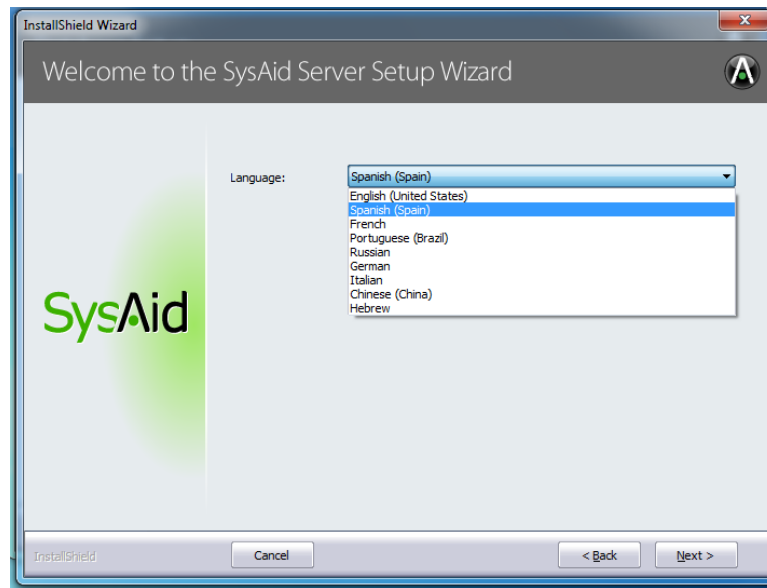 InstallShield Wizard
Welcome to the SysAid Server Setup Wizard
Language:
Spanish (Spain)
English (United States)
Spanish (Spain)
French
Portuguese (Brazil)
Russian
German
Italian
Chinese (China)
Hebrew
SysAid
InstallShield
Cancel
< Back
Next >